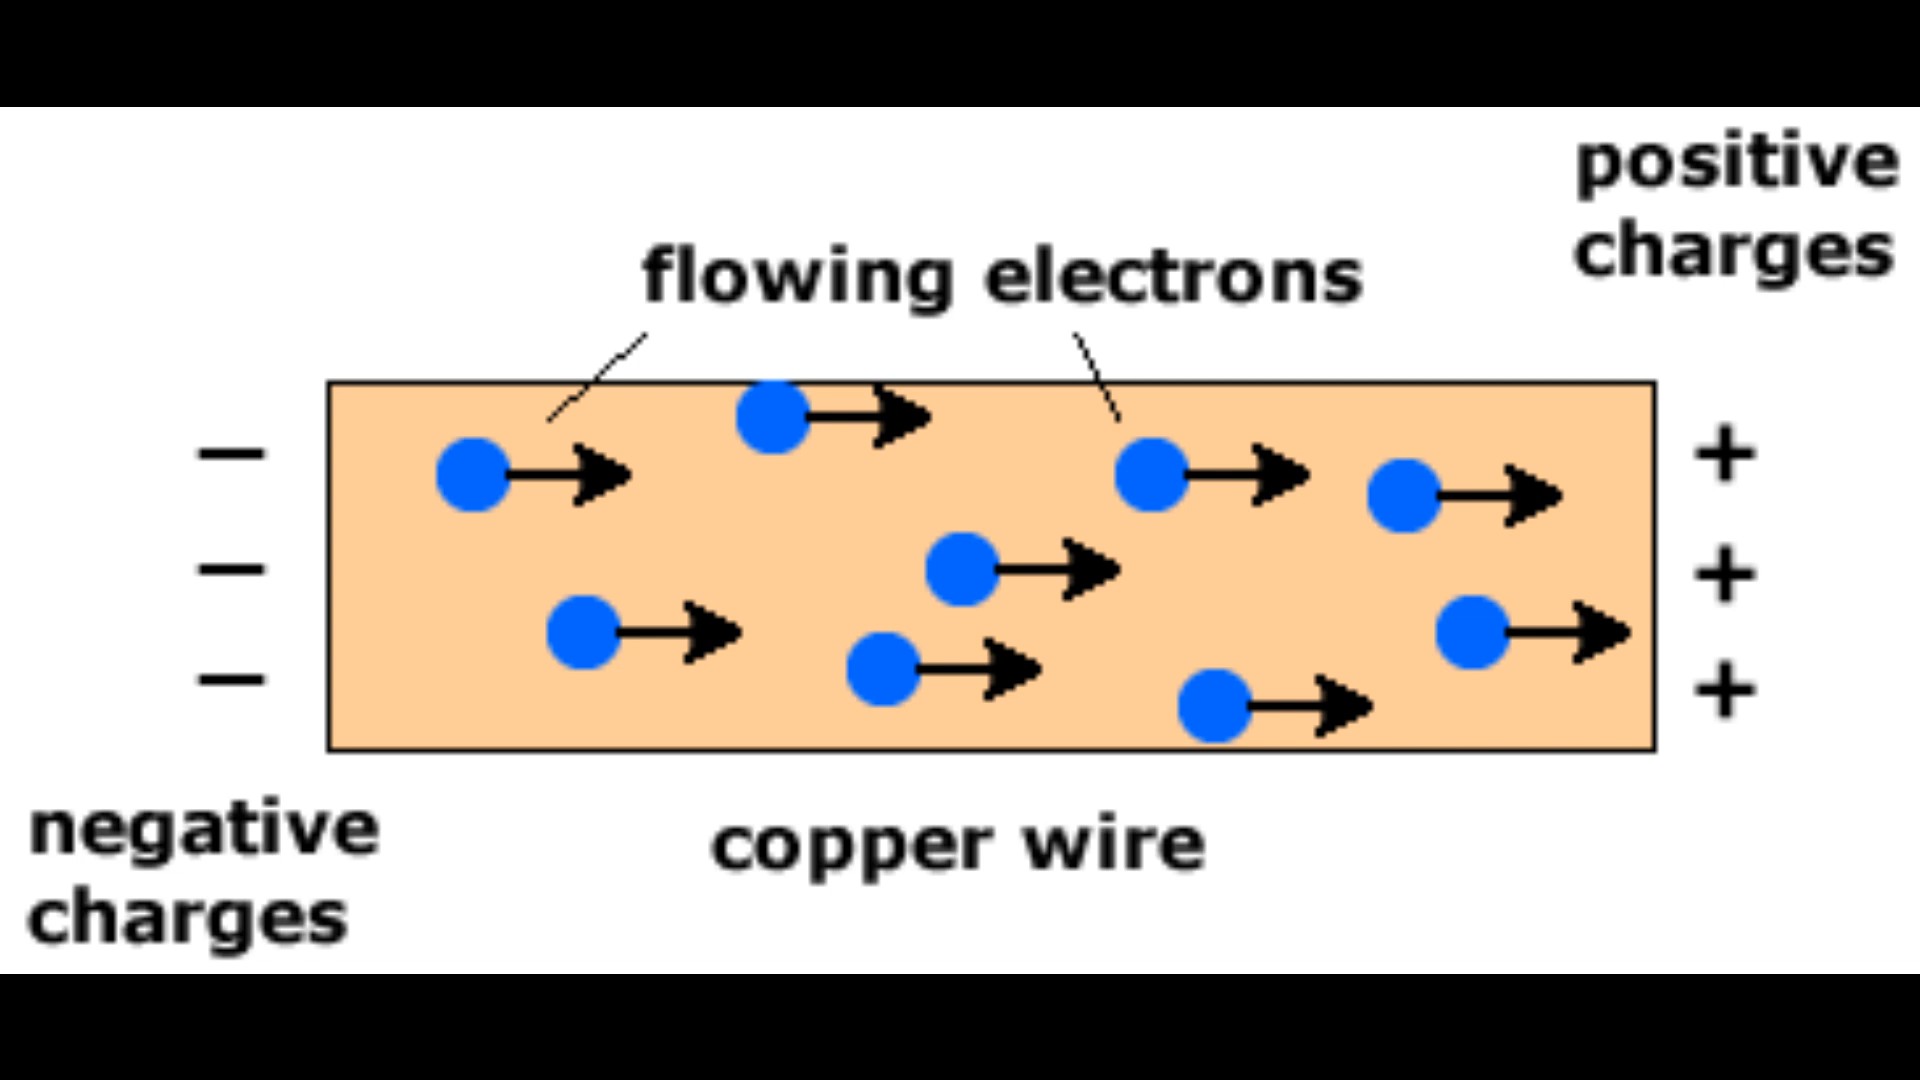 positive
charges
flowing electrons
— +
— +
— +
negative
charges
copper wire